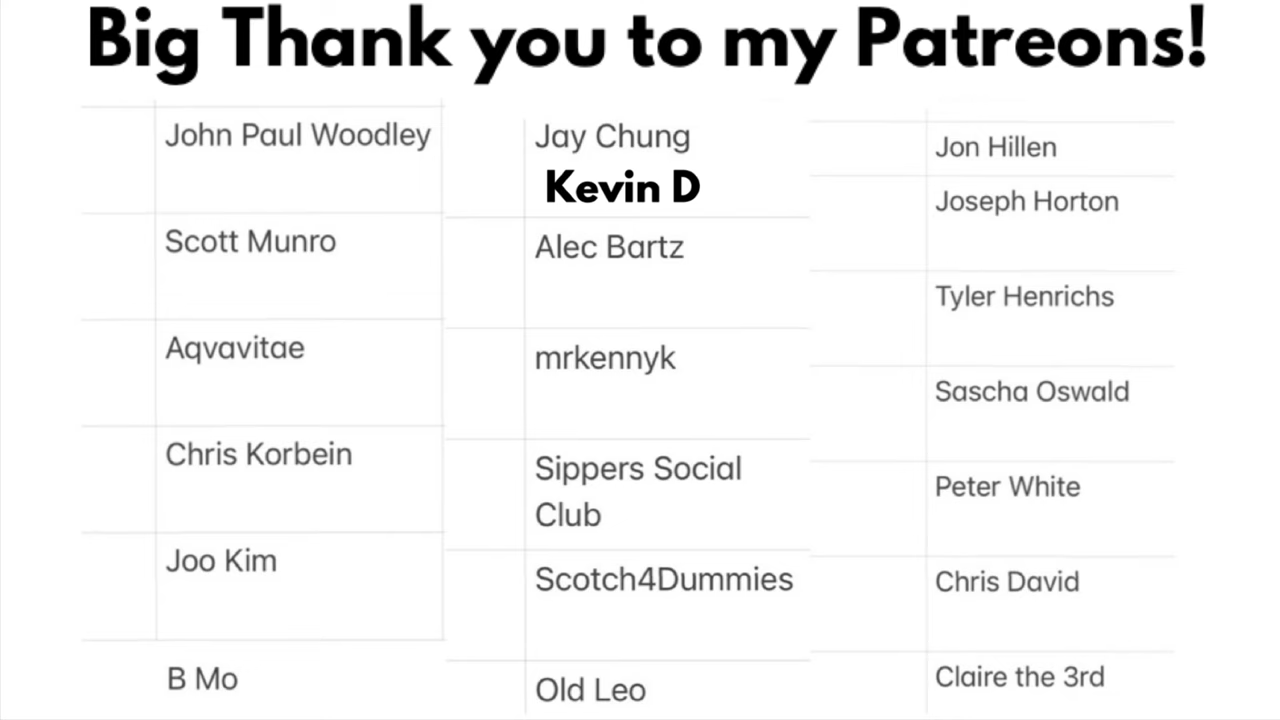 Big Thank you to my Patreons!
John Paul Woodley
Scott Munro
Aqvavitae
Chris Korbein
Joo Kim
B Mo
Jay Chung
Kevin D
Alec Bartz
mrkennyk
Sippers Social
Club
Scotch4Dummies
Old Leo
Jon Hillen
Joseph Horton
Tyler Henrichs
Sascha Oswald
Peter White
Chris David
Claire the 3rd